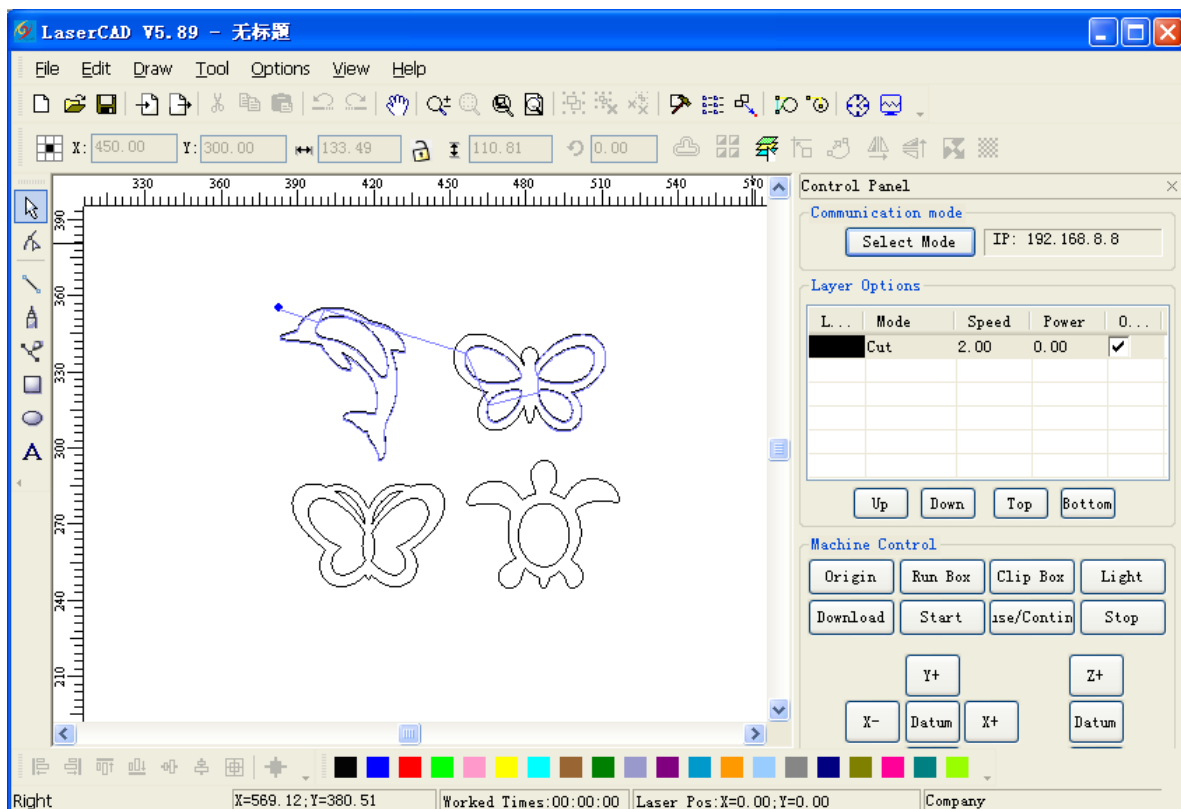 LaserCAD V5.89 - 无标题
File Edit Draw Tool Options View Help
X: 450.00 Y: 300.00 133.49 110.81 0.00
330 360 390 420 450 480 510 540 570
390
360
330
300
270
240
210
Control Panel
Communication mode
Select Mode IP: 192.168.8.8
Layer Options
L... Mode Speed Power O...
Cut 2.00 0.00
Up Down Top Bottom
Machine Control
Origin Run Box Clip Box Light
Download Start ıse/Contin Stop
Y+ Z+
X- Datum X+ Datum
A
Right X=569.12;Y=380.51 Worked Times:00:00:00 Laser Pos:X=0.00;Y=0.00 Company